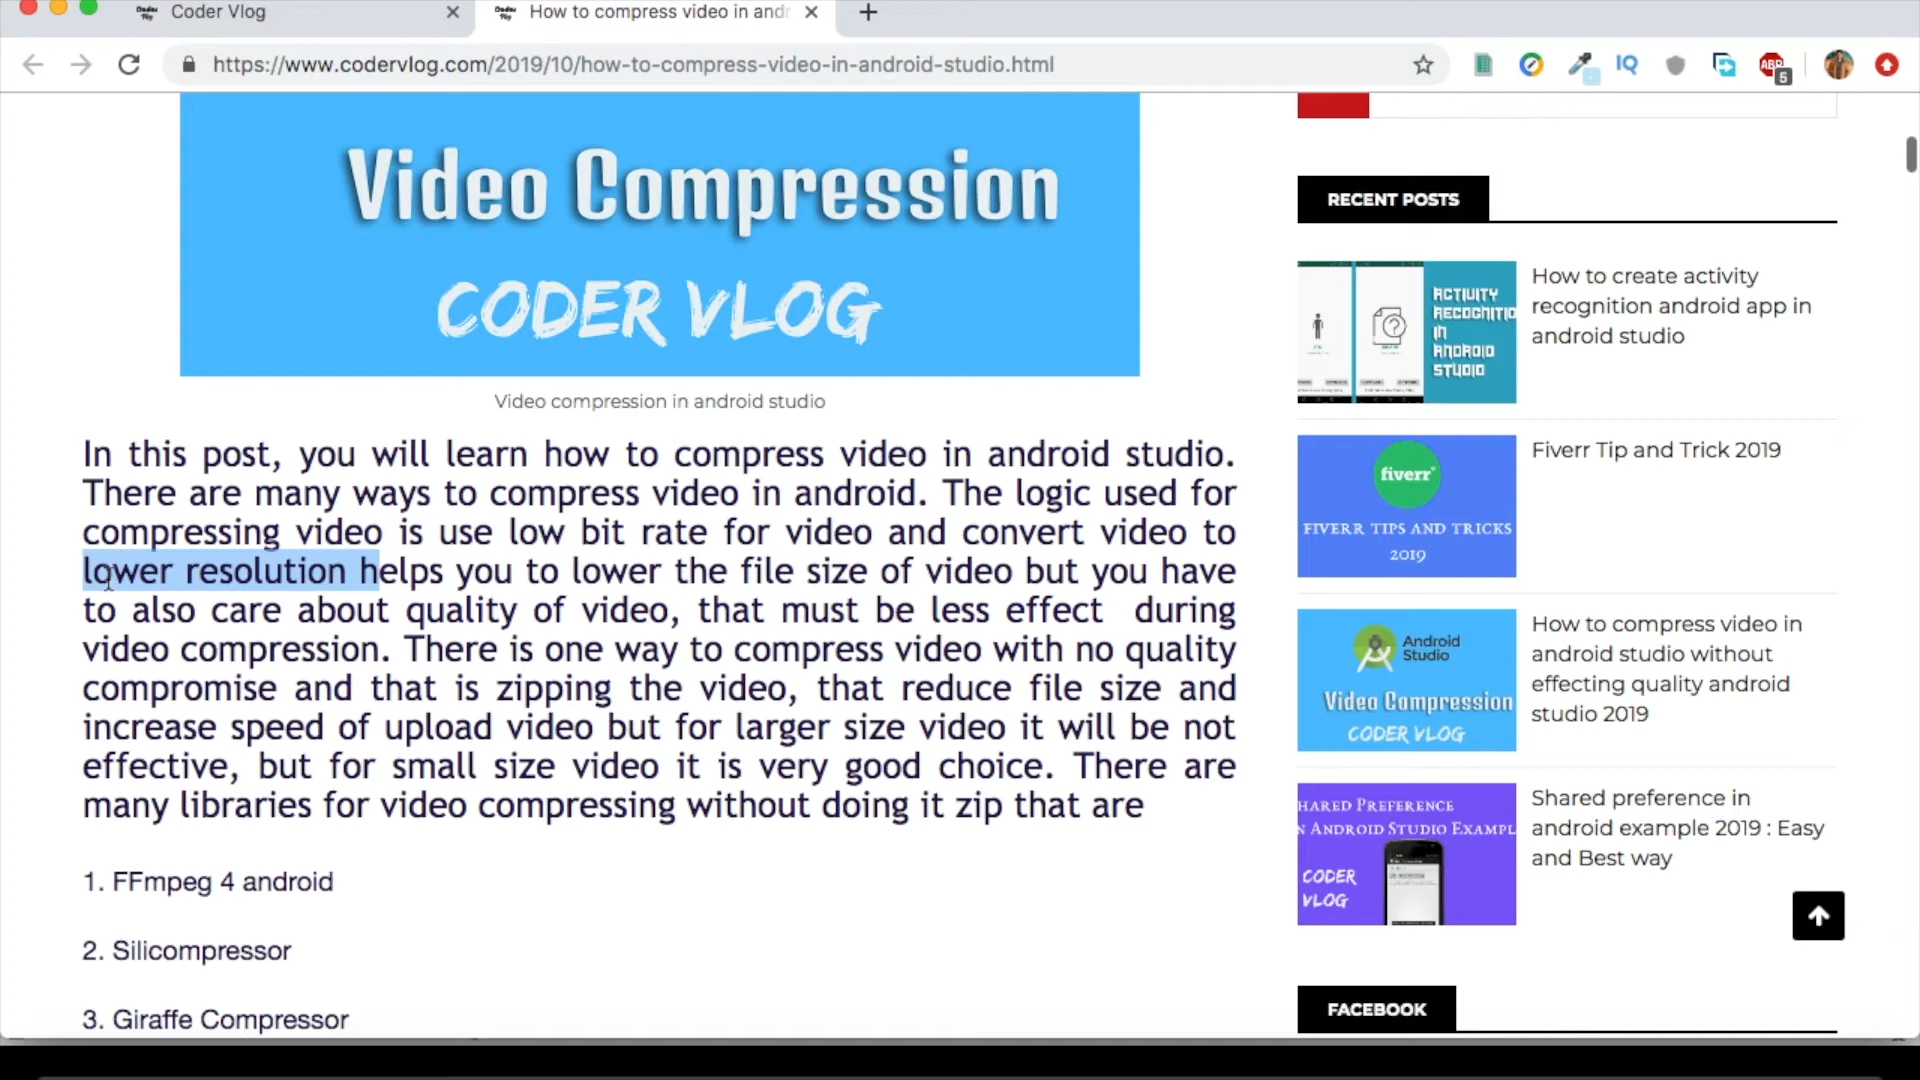 Coder Vlog
How to compress video in andr
https://www.codervlog.com/2019/10/how-to-compress-video-in-android-studio.html
IQ
ABP
5
Video Compression
CODER VLOG
Video compression in android studio
In this post, you will learn how to compress video in android studio.
There are many ways to compress video in android. The logic used for
compressing video is use low bit rate for video and convert video to
lower resolution helps you to lower the file size of video but you have
to also care about quality of video, that must be less effect during
video compression. There is one way to compress video with no quality
compromise and that is zipping the video, that reduce file size and
increase speed of upload video but for larger size video it will be not
effective, but for small size video it is very good choice. There are
many libraries for video compressing without doing it zip that are
1. FFmpeg 4 android
2. Silicompressor
3. Giraffe Compressor
RECENT POSTS
ACTIVITY
RECOGNITIO
IN
ANDROID
STUDIO
How to create activity
recognition android app in
android studio
fiverr
FIVERR TIPS AND TRICKS
2019
Fiverr Tip and Trick 2019
Android
Studio
Video Compression
CODER VLOG
How to compress video in
android studio without
effecting quality android
studio 2019
HARED PREFERENCE
N ANDROID STUDIO EXAMPL
CODER
VLOG
Shared preference in
android example 2019 : Easy
and Best way
FACEBOOK